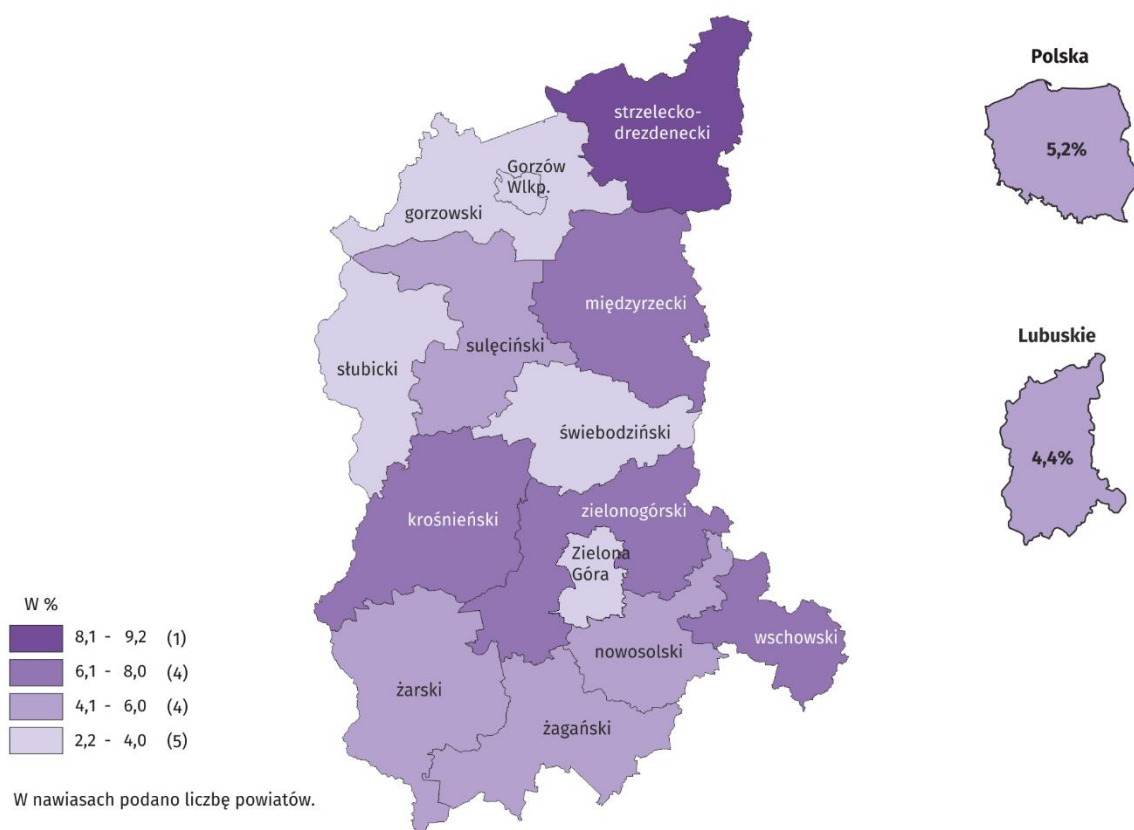 strzelecko-
drezdenecki
Gorzów
Wlkp.
gorzowski
międzyrzecki
sulęciński
słubicki
świebodziński
krośnieński
zielonogórski
Zielona
Góra
wschowski
nowosolski
żarski
żagański
Polska
5,2%
Lubuskie
4,4%
W %
8,1 - 9,2 (1)
6,1 - 8,0 (4)
4,1 - 6,0 (4)
2,2 - 4,0 (5)
W nawiasach podano liczbę powiatów.